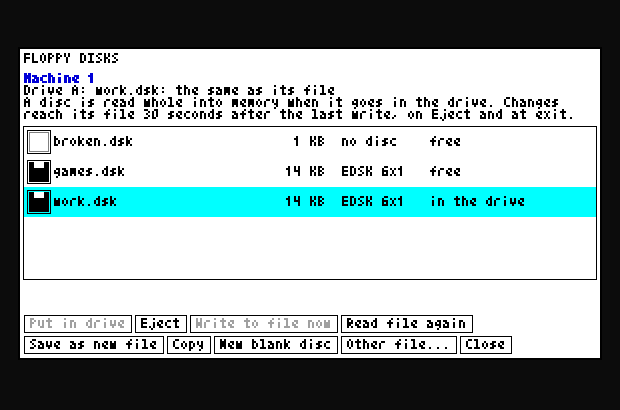 FLOPPY DISKS
Machine 1
Drive A: work.dsk: the same as its file
A disc is read whole into memory when it goes in the drive. Changes
reach its file 30 seconds after the last write, on Eject and at exit.
broken.dsk 1 KB no disc free
games.dsk 14 KB EDSK 6x1 free
work.dsk 14 KB EDSK 6x1 in the drive
Put in drive Eject Write to file now Read file again
Save as new file Copy New blank disc Other file... Close